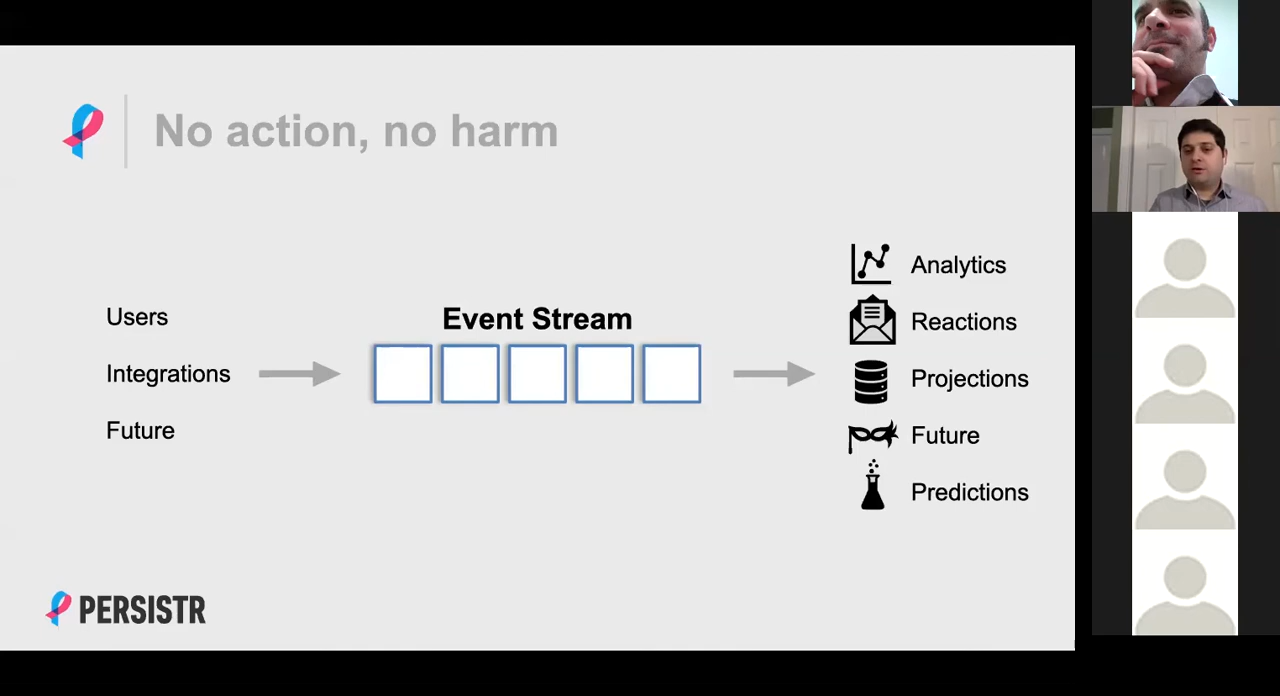 No action, no harm
Users
Integrations
Future
Event Stream
Analytics
Reactions
Projections
Future
Predictions
PERSISTR